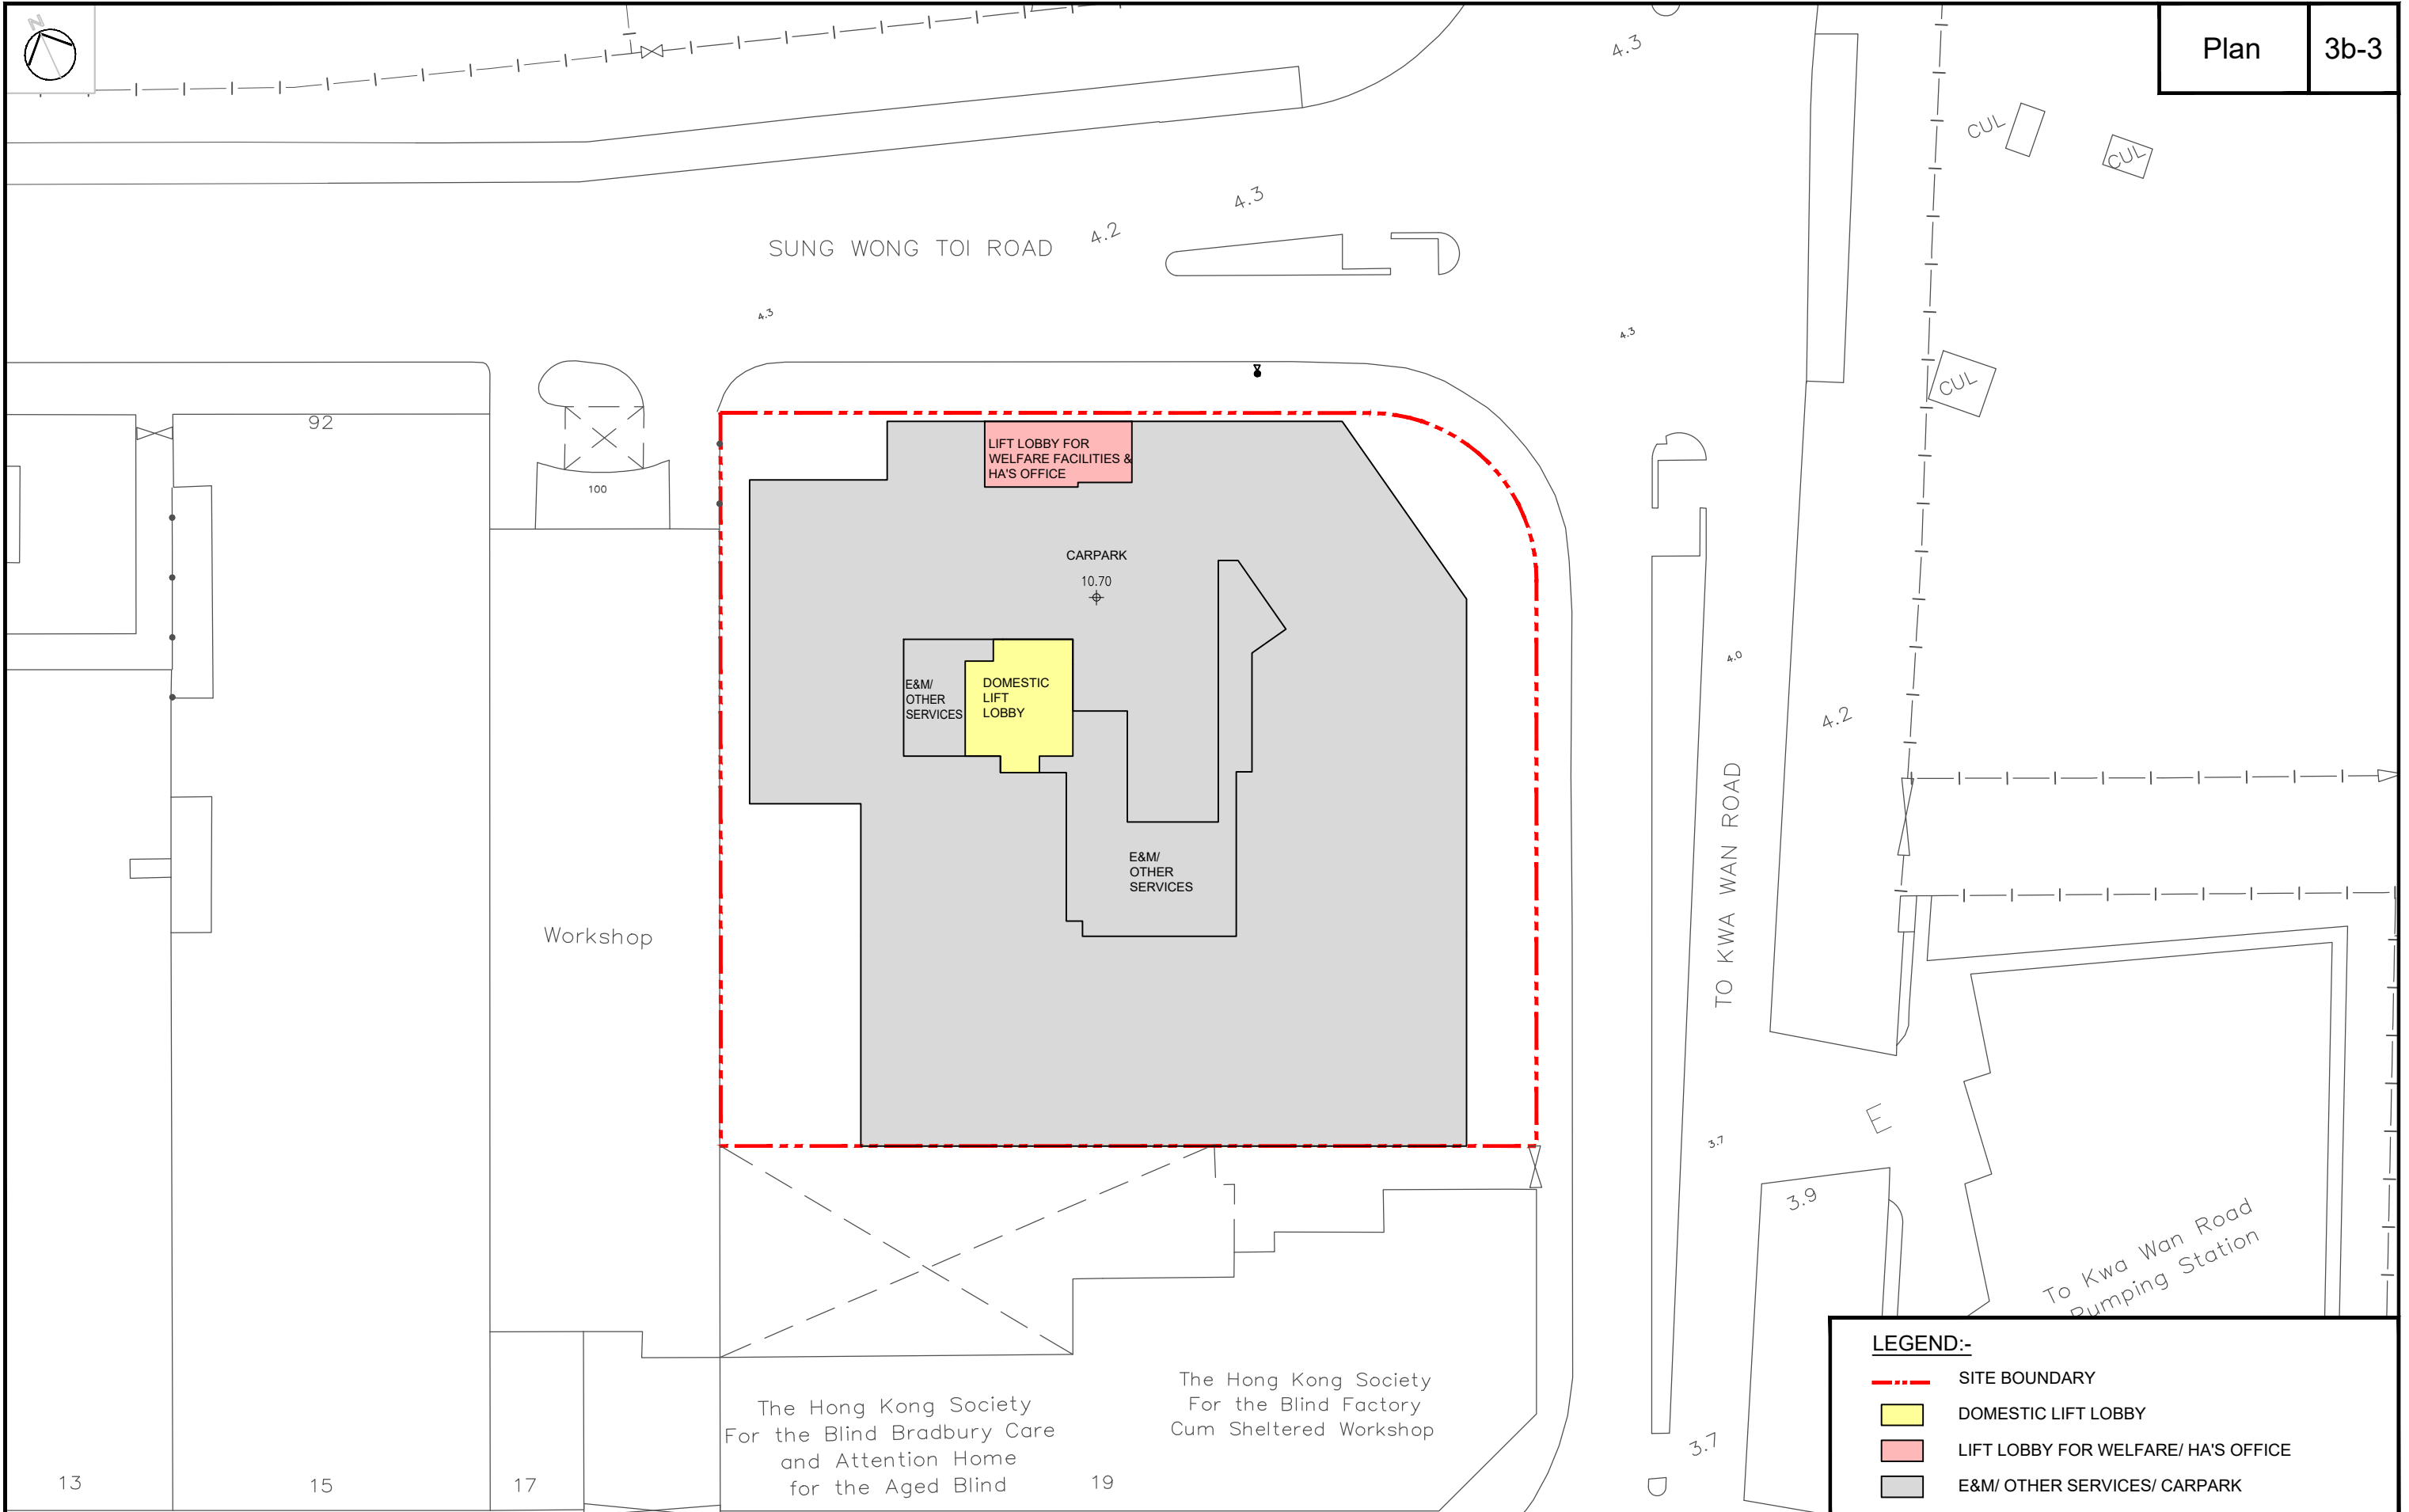 N
Plan 3b-3
4.3
CUL
CUL
4.3
4.2
SUNG WONG TOI ROAD
4.3
4.3
CUL
92
LIFT LOBBY FOR
WELFARE FACILITIES &
HA'S OFFICE
100
CARPARK
10.70
4.0
E&M/
OTHER
SERVICES
DOMESTIC
LIFT
LOBBY
4.2
TO KWA WAN ROAD
E&M/
OTHER
SERVICES
Workshop
E
3.7
3.9
To Kwa Wan Road
Pumping Station
The Hong Kong Society
For the Blind Bradbury Care
and Attention Home
for the Aged Blind
The Hong Kong Society
For the Blind Factory
Cum Sheltered Workshop
3.7
D
13
15
17
19
LEGEND:-
SITE BOUNDARY
DOMESTIC LIFT LOBBY
LIFT LOBBY FOR WELFARE/ HA'S OFFICE
E&M/ OTHER SERVICES/ CARPARK